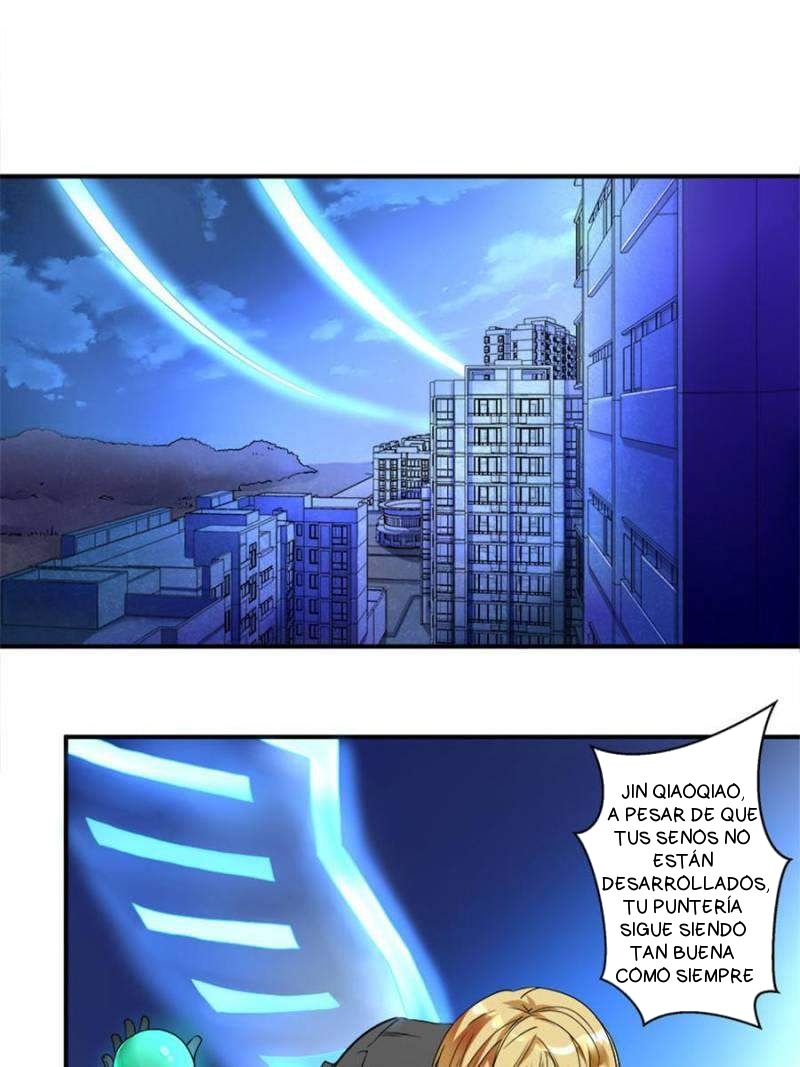 JIN QIAOQIAO,
A PESAR DE QUE
TUS SENOS NO
ESTÁN
DESARROLLADOS,
TU PUNTERÍA
SIGUE SIENDO
TAN BUENA
COMO SIEMPRE